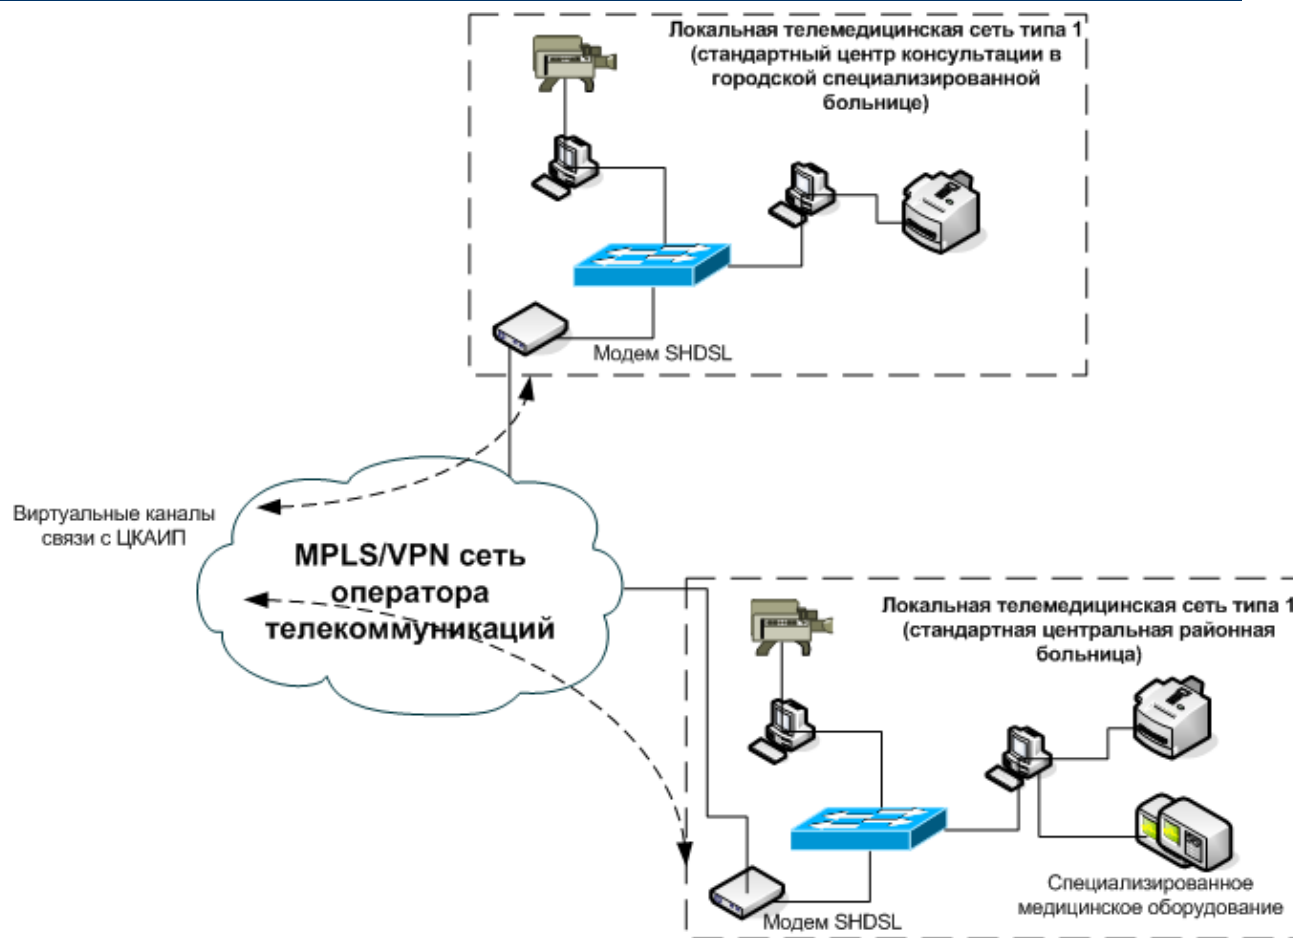 Локальная телемедицинская сеть типа 1
(стандартный центр консультации в
городской специализированной
больнице)
Модем SHDSL
Виртуальные каналы
связи с ЦКАИП
MPLS/VPN сеть
оператора
телекоммуникаций
Локальная телемедицинская сеть типа 1
(стандартная центральная районная
больница)
Специализированное
медицинское оборудование
Модем SHDSL